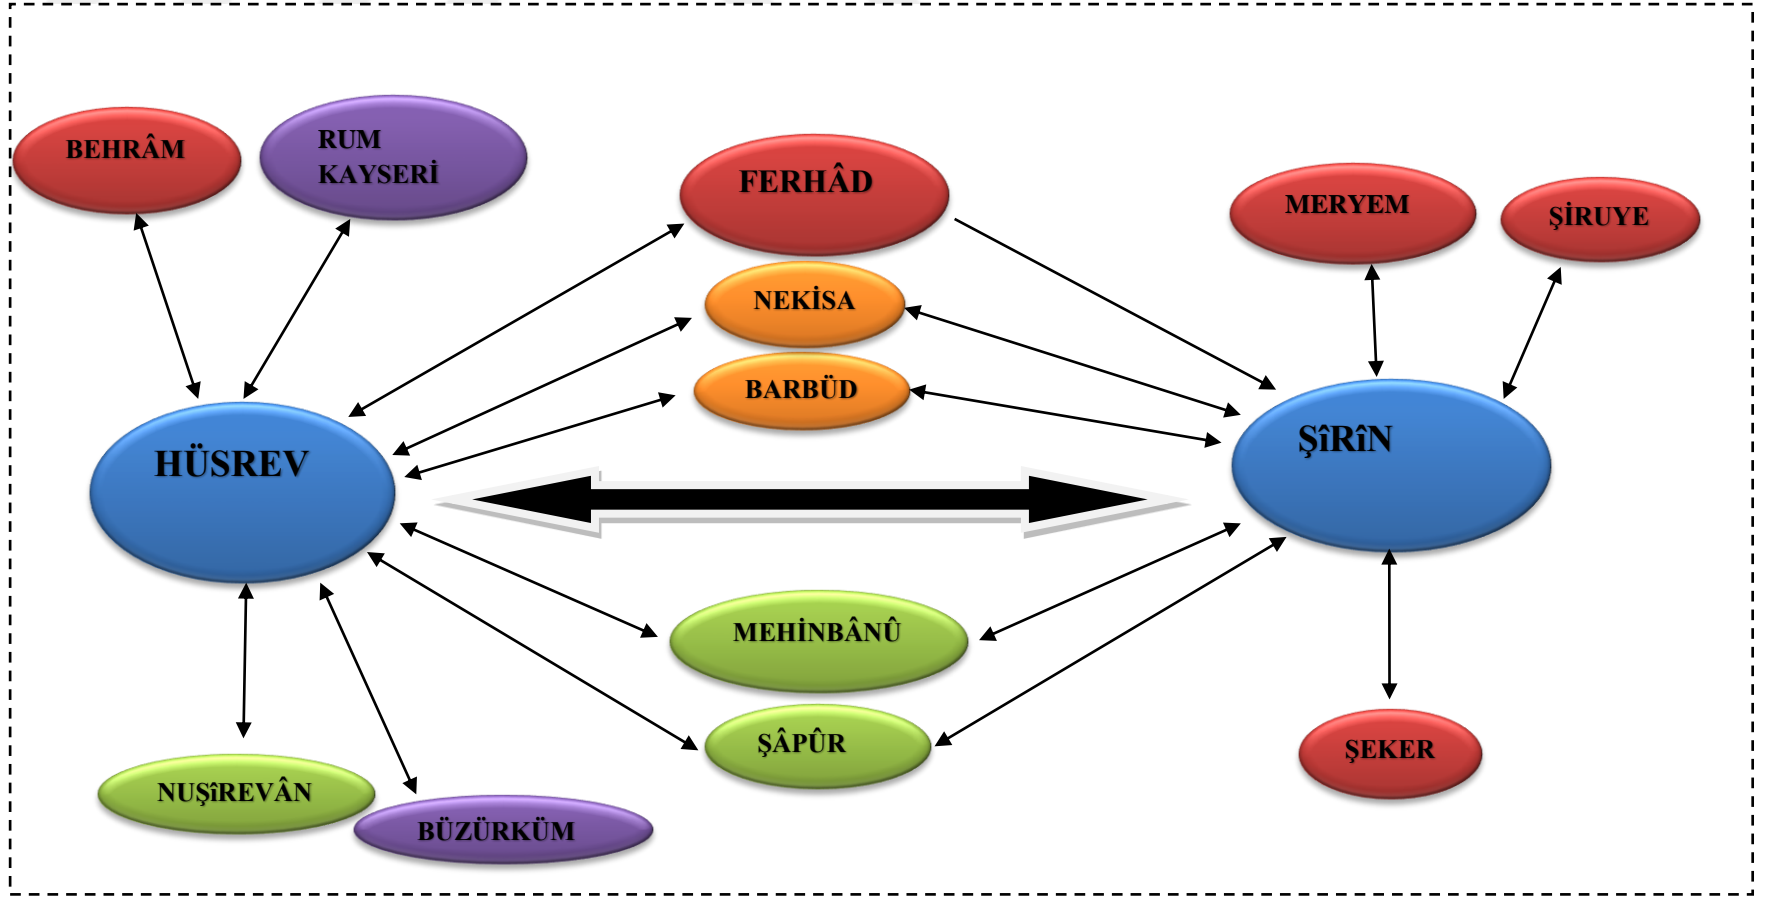 BEHRÂM
RUM
KAYSERİ
FERHÂD
MERYEM
ŞİRUYE
NEKİSA
BARBÜD
HÜSREV
ŞîRîN
MEHİNBÂNÛ
ŞÂPÛR
NUŞîREVÂN
BÜZÜRKÜM
ŞEKER